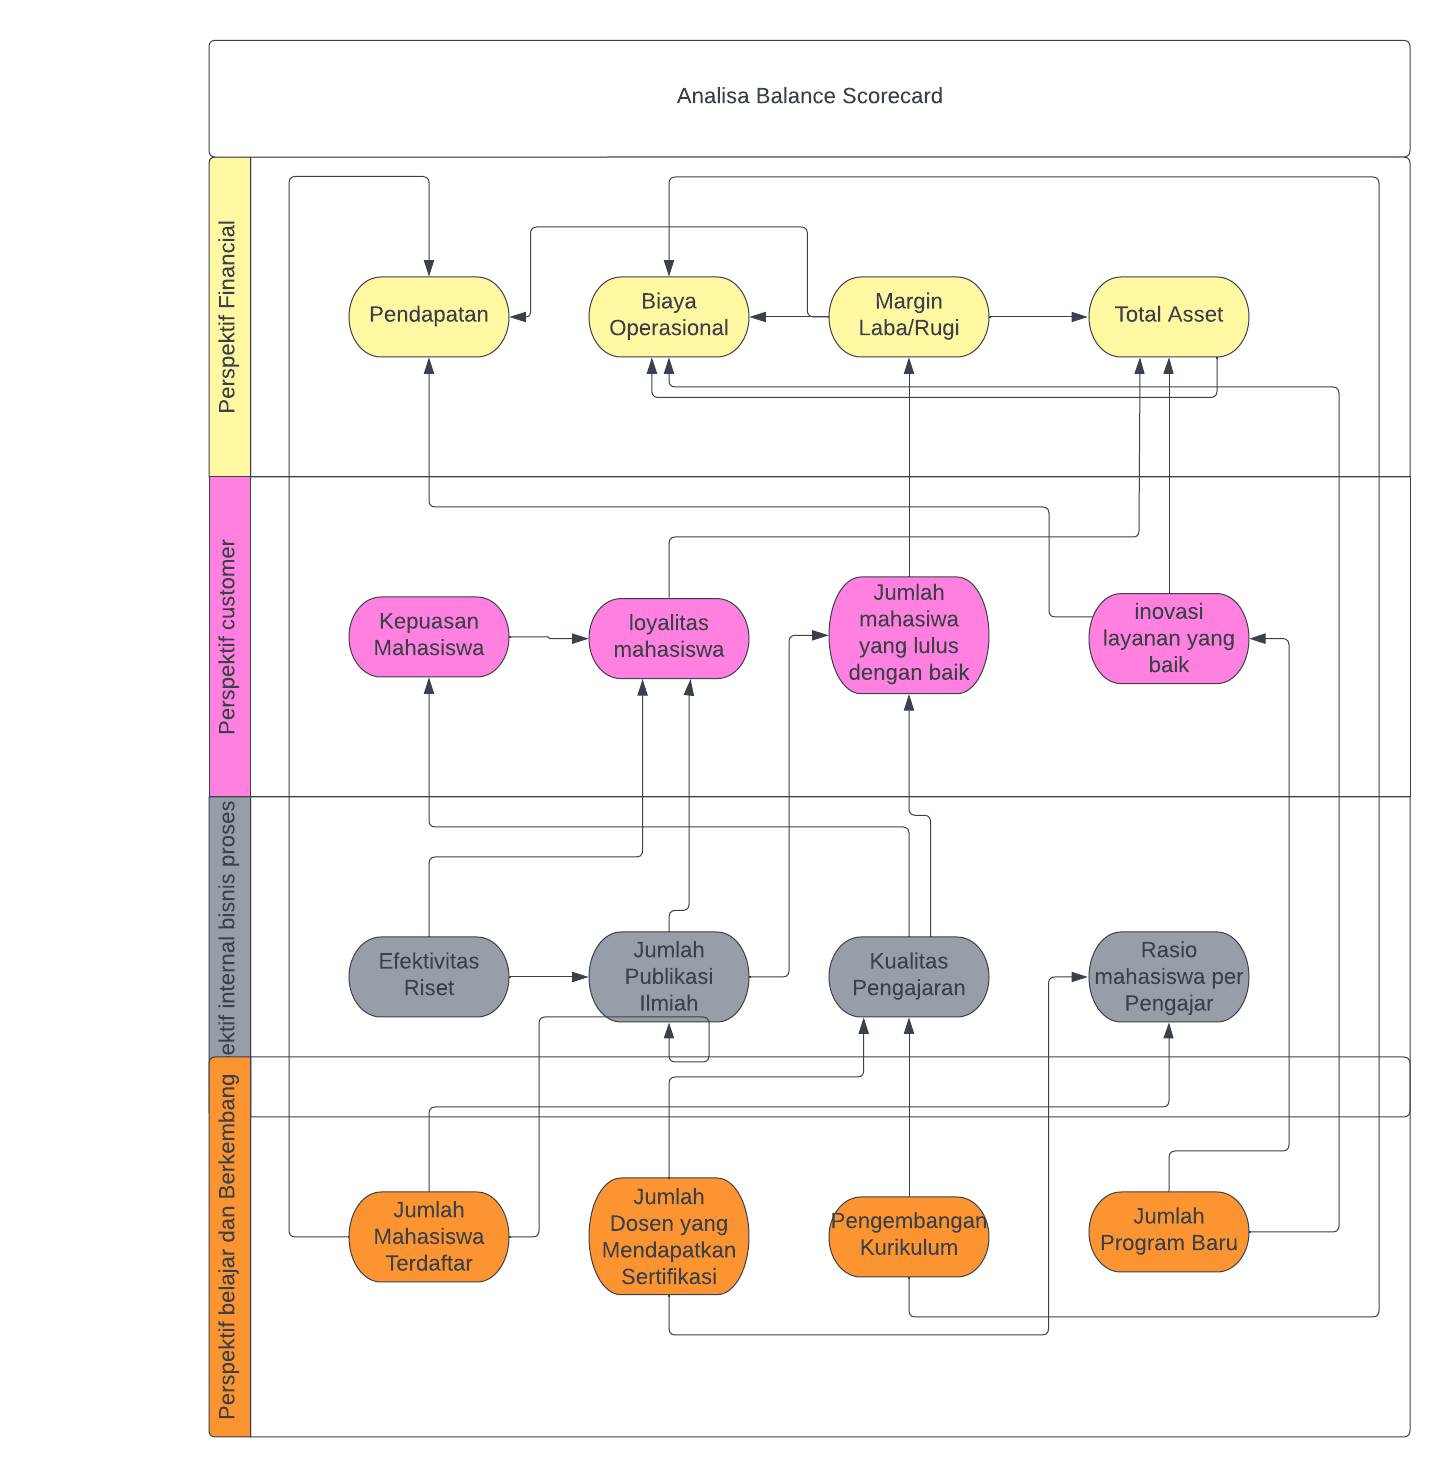 Analisa Balance Scorecard
Perspektif Financial
Pendapatan
Biaya
Operasional
Margin
Laba/Rugi
Total Asset
Perspektif customer
Kepuasan
Mahasiswa
loyalitas
mahasiswa
Jumlah
mahasiwa
yang lulus
dengan baik
inovasi
layanan yang
baik
ektif internal bisnis proses
Efektivitas
Riset
Jumlah
Publikasi
Ilmiah
Kualitas
Pengajaran
Rasio
mahasiswa per
Pengajar
Perspektif belajar dan Berkembang
Jumlah
Mahasiswa
Terdaftar
Jumlah
Dosen yang
Mendapatkan
Sertifikasi
Pengembangan
Kurikulum
Jumlah
Program Baru